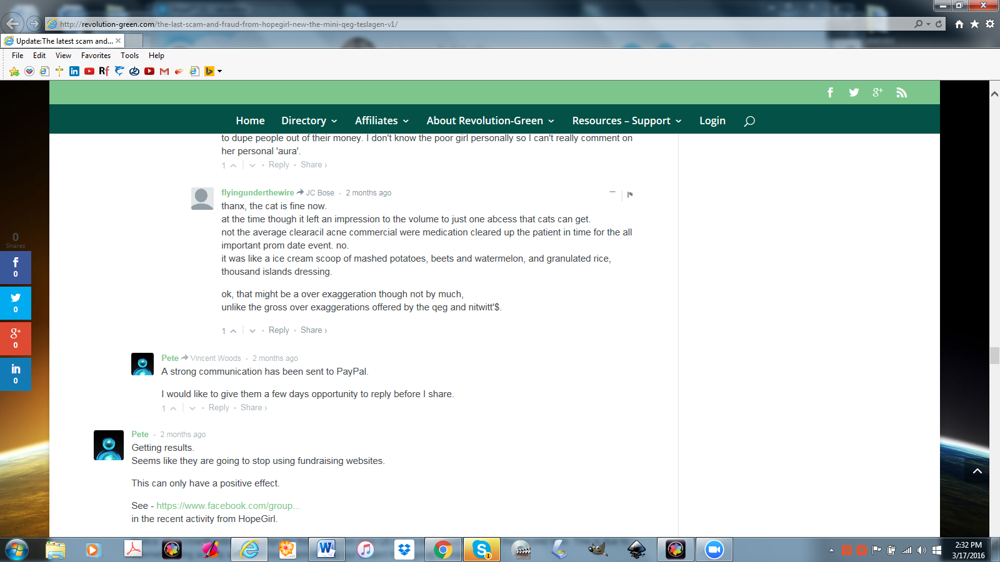 http://revolution-green.com/the-last-scam-and-fraud-from-hopegirl-new-the-mini-qeg-teslagen-v1/
Update:The latest scam and...
File Edit View Favorites Tools Help
Home Directory Affiliates About Revolution-Green Resources – Support Login
to dupe people out of their money. I don't know the poor girl personally so I can't really comment on
her personal 'aura'.
1 Reply • Share ›
flyingunderthewire JC Bose • 2 months ago
thanx, the cat is fine now.
at the time though it left an impression to the volume to just one abcess that cats can get.
not the average clearacil acne commercial were medication cleared up the patient in time for the all
important prom date event. no.
it was like a ice cream scoop of mashed potatoes, beets and watermelon, and granulated rice,
thousand islands dressing.
ok, that might be a over exaggeration though not by much,
unlike the gross over exaggerations offered by the qeg and nitwitt'$.
1 • Reply • Share ›
0
Shares
0
0
0
0
Pete Vincent Woods • 2 months ago
A strong communication has been sent to PayPal.
I would like to give them a few days opportunity to reply before I share.
1 • Reply • Share ›
Pete • 2 months ago
Getting results.
Seems like they are going to stop using fundraising websites.
This can only have a positive effect.
See - https://www.facebook.com/group...
in the recent activity from HopeGirl.
2:32 PM
3/17/2016